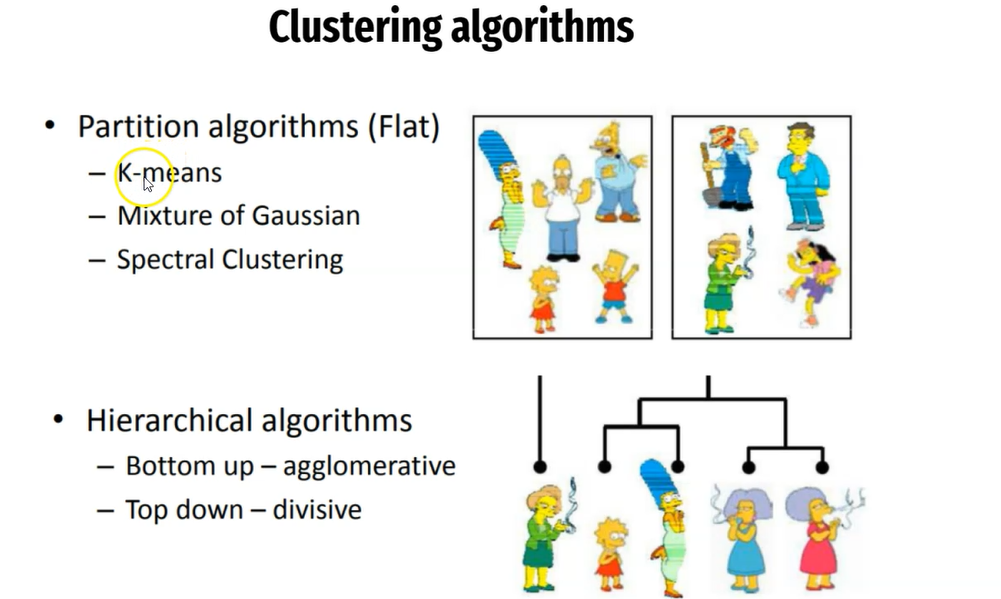 Clustering algorithms
• Partition algorithms (Flat)
– K-means
– Mixture of Gaussian
– Spectral Clustering
• Hierarchical algorithms
– Bottom up – agglomerative
– Top down – divisive